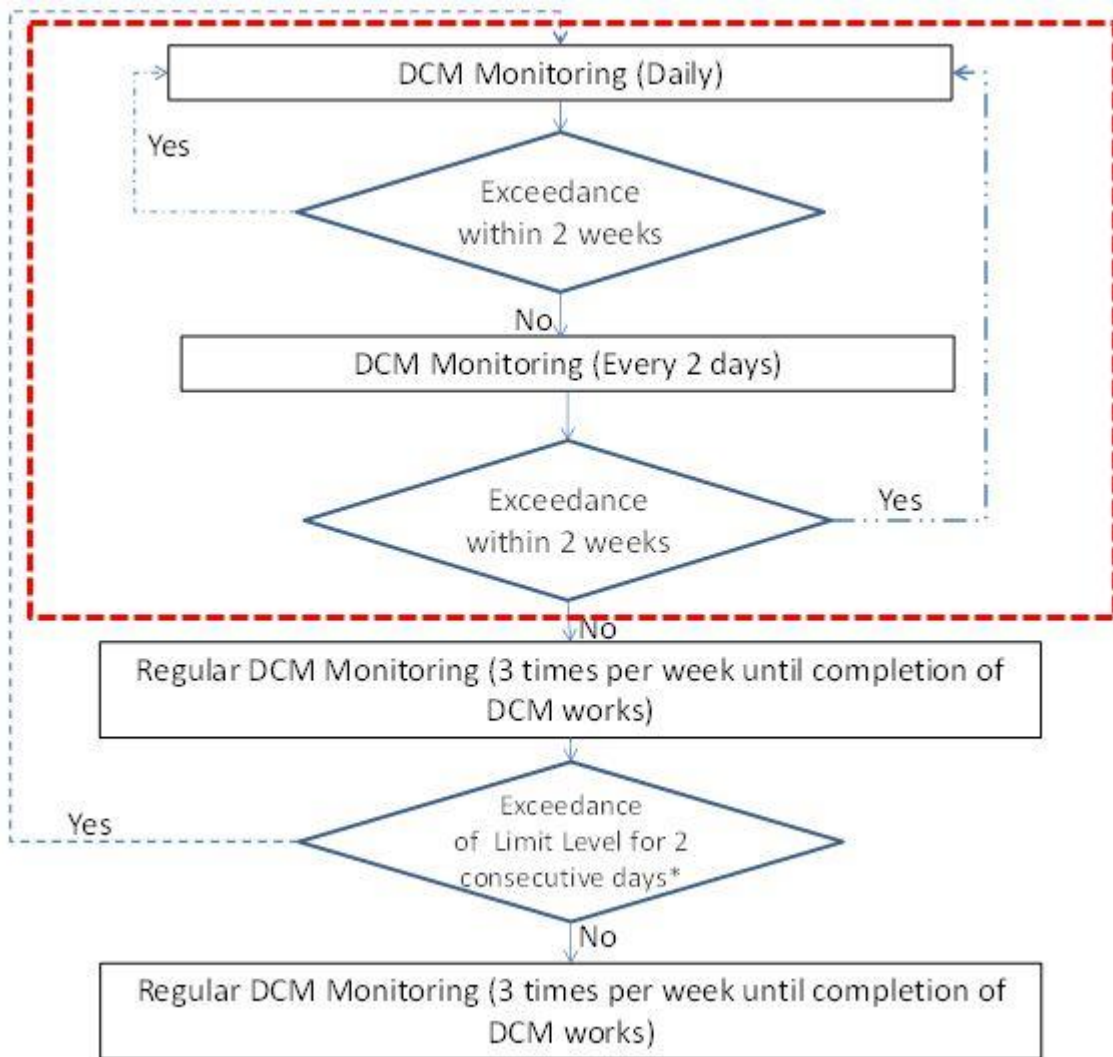 DCM Monitoring (Daily)
Yes
Exceedance
within 2 weeks
No
DCM Monitoring (Every 2 days)
Exceedance
within 2 weeks
Yes
No
Regular DCM Monitoring (3 times per week until completion of
DCM works)
Exceedance
of Limit Level for 2
consecutive days*
Yes
No
Regular DCM Monitoring (3 times per week until completion of
DCM works)